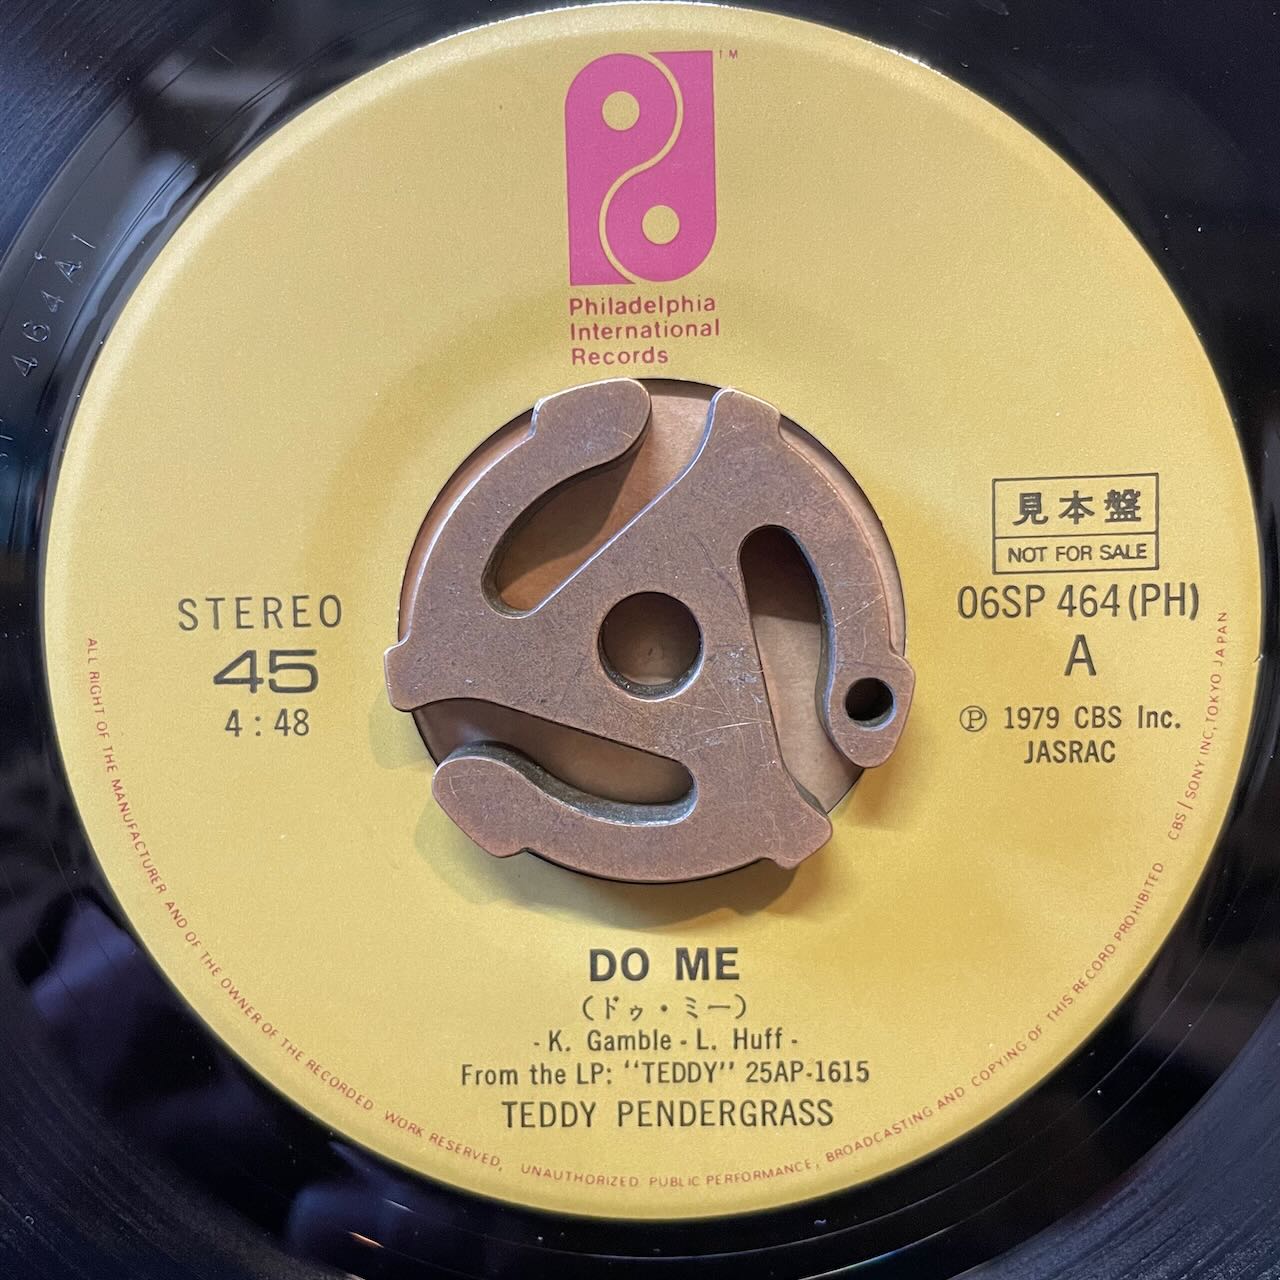 TM
Philadelphia
International
Records
見本盤
NOT FOR SALE
STEREO
45
4:48
06SP 464(PH)
A
Ⓟ 1979 CBS Inc.
JASRAC
DO ME
(ドゥ・ミー)
- K. Gamble - L. Huff -
From the LP: “TEDDY” 25AP-1615
TEDDY PENDERGRASS
ALL RIGHT OF THE MANUFACTURER AND OF THE OWNER OF THE RECORDED WORK RESERVED, UNAUTHORIZED PUBLIC PERFORMANCE, BROADCASTING AND COPYING OF THIS RECORD PROHIBITED CBS/SONY INC, TOKYO JAPAN
464A1